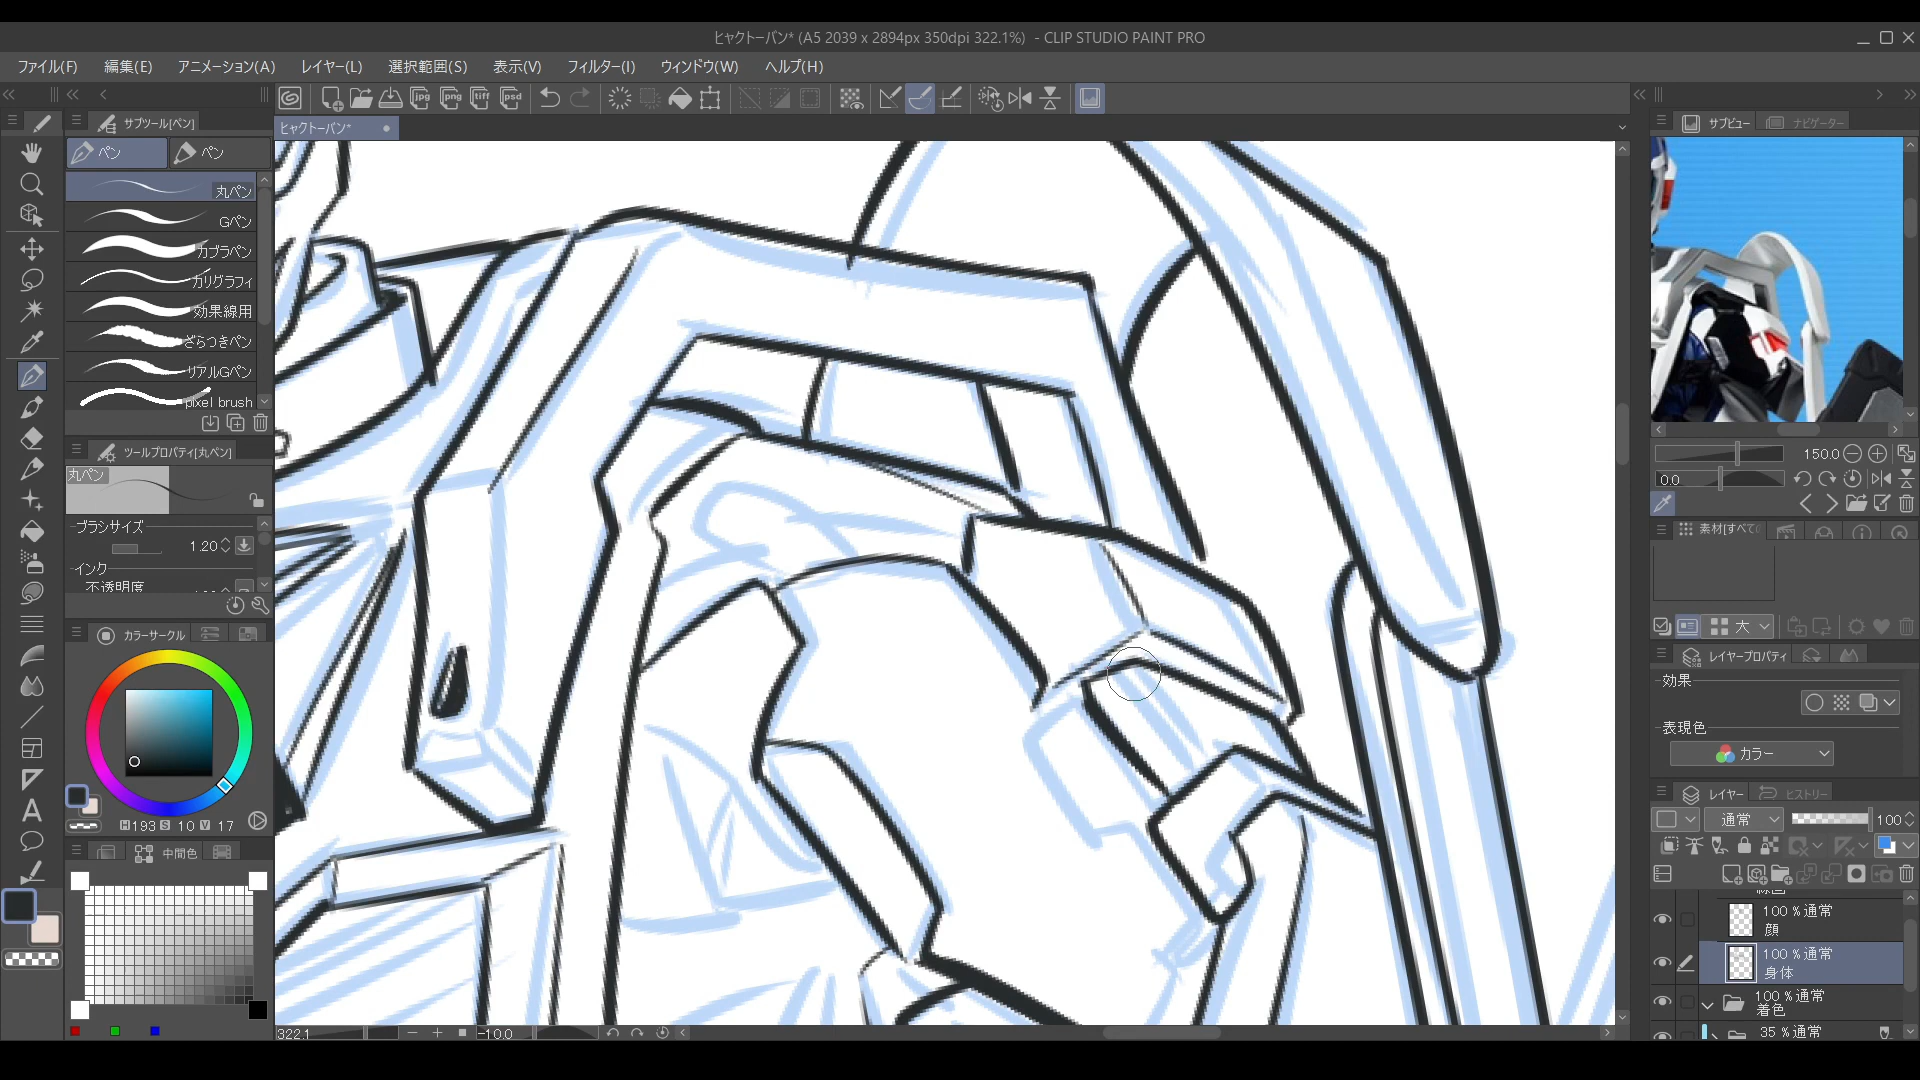 ヒャクトーバン* (A5 2039 x 2894px 350dpi 322.1%) - CLIP STUDIO PAINT PRO
ファイル(F) 編集(E) アニメーション(A) レイヤー(L) 選択範囲(S) 表示(V) フィルター(I) ウィンドウ(W) ヘルプ(H)
jpg png tiff psd
サブツール[ペン]
ヒャクトーバン*
サブビュー ナビゲーター
ペン ペン
丸ペン
Gペン
カブラペン
カリグラフィ
効果線用
ざらつきペン
リアルGペン
pixel brush
ツールプロパティ[丸ペン]
丸ペン
ブラシサイズ
1.20
インク
不透明度
カラーサークル
H193 S 10 V 17
中間色
150.0
0.0
素材[すべて
大
レイヤープロパティ
効果
表現色
カラー
レイヤー ヒストリー
通常 100
100 %通常
顔
100 %通常
身体
100 %通常
着色
35 %通常
322.1 -10.0